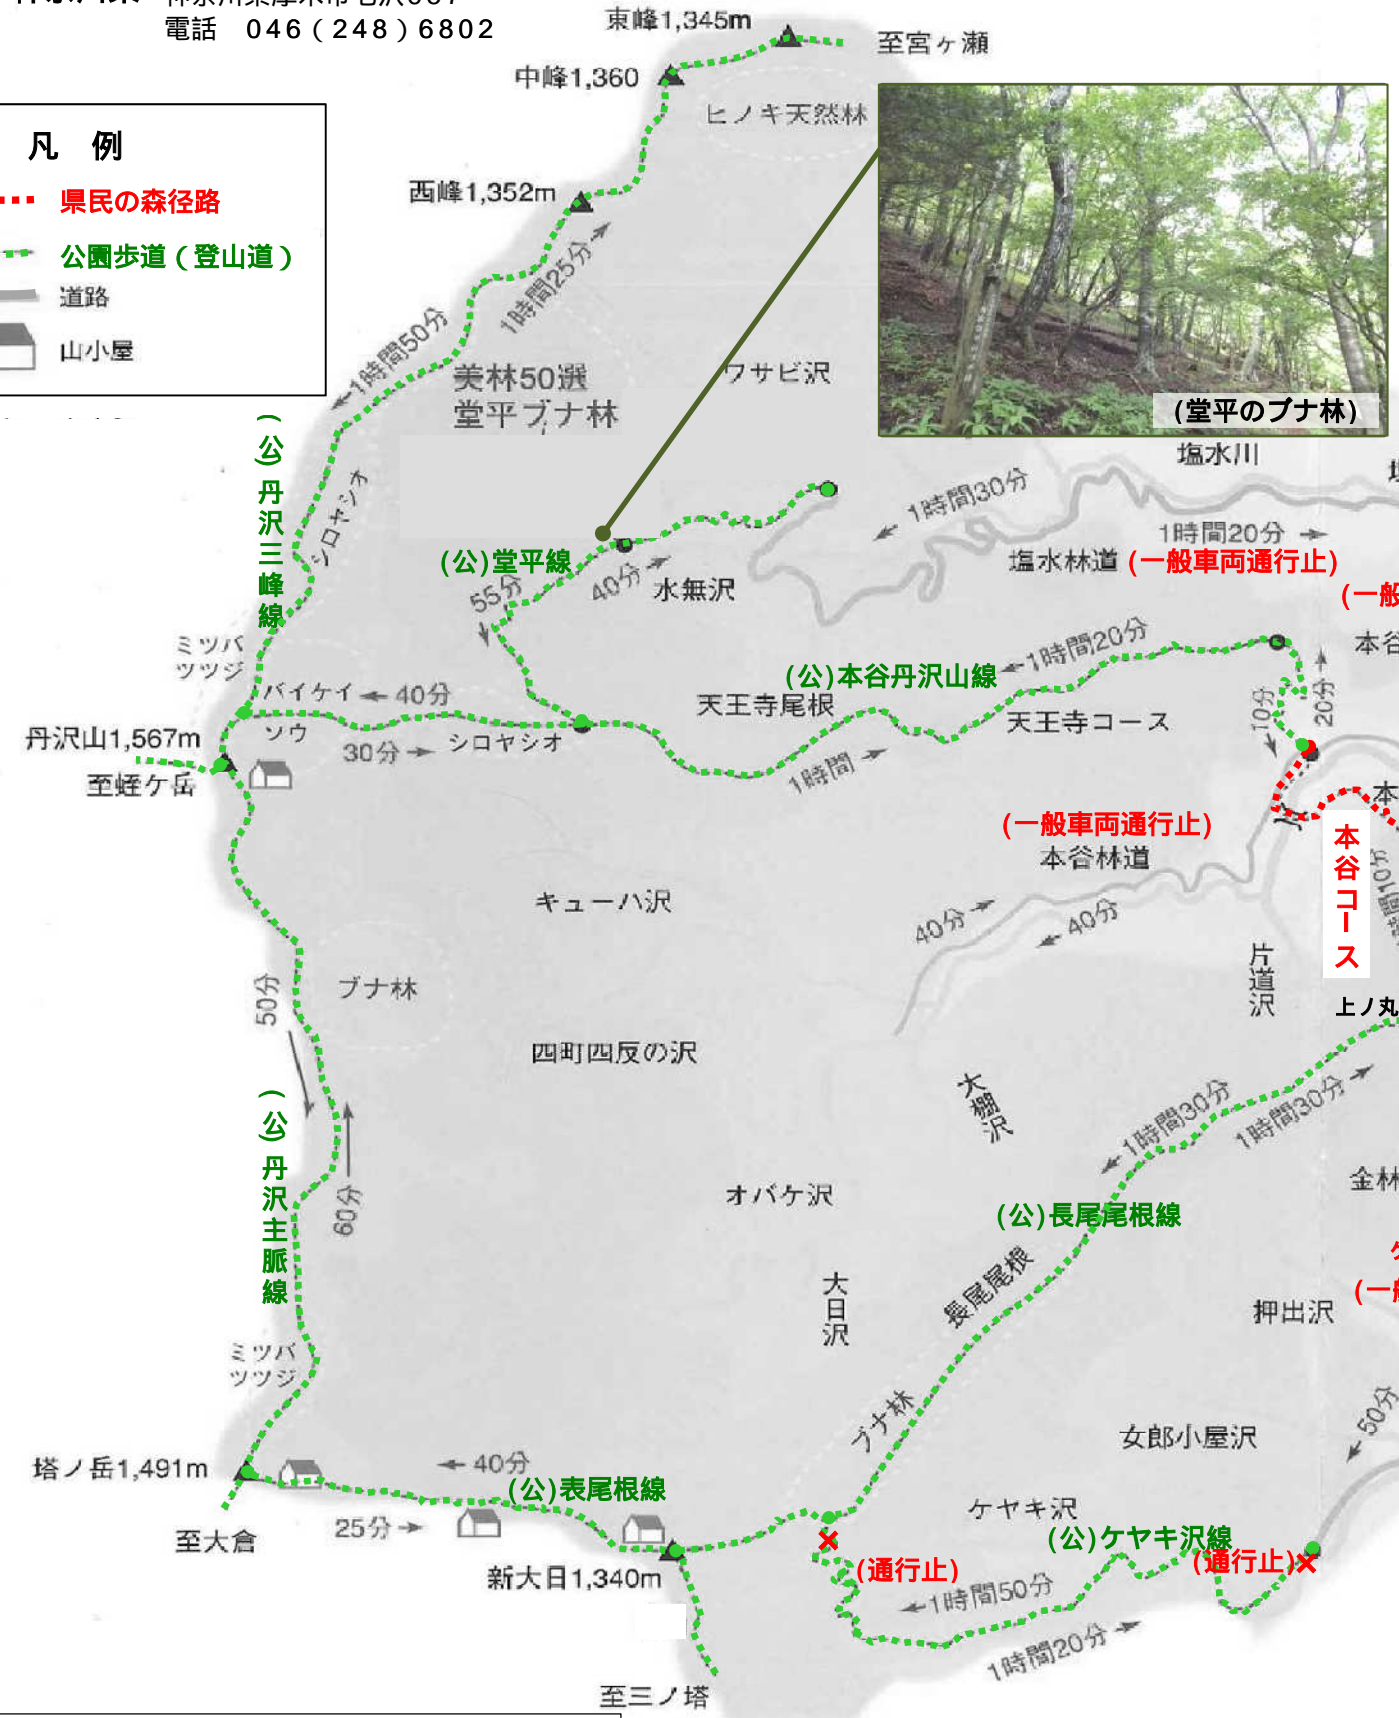 電話　046（248）6802
凡　例
県民の森径路
公園歩道（登山道）
道路
山小屋
東峰1,345m
至宮ヶ瀬
中峰1,360
ヒノキ天然林
西峰1,352m
1時間25分
1時間50分
美林50選
堂平ブナ林
ワサビ沢
(堂平のブナ林)
塩水川
(公)丹沢三峰線
シロヤシオ
1時間30分
1時間20分
塩水林道
(一般車両通行止)
(一般
(公)堂平線
55分
40分
水無沢
ミツバ
ツツジ
バイケイ
ソウ
40分
30分
シロヤシオ
(公)本谷丹沢山線
1時間20分
天王寺尾根
天王寺コース
1時間
10分
20分
本谷
丹沢山1,567m
至蛭ケ岳
(一般車両通行止)
本谷林道
本
本谷コース
キューハ沢
40分
40分
片道沢
上ノ丸
50分
ブナ林
四町四反の沢
大棚沢
1時間30分
1時間30分
(公)丹沢主脈線
60分
オバケ沢
(公)長尾尾根線
金林
長尾尾根
大日沢
押出沢
(一般
ミツバ
ツツジ
ブナ林
女郎小屋沢
50分
塔ノ岳1,491m
40分
(公)表尾根線
ケヤキ沢
至大倉
25分
(公)ケヤキ沢線
(通行止)
(通行止)
新大日1,340m
1時間50分
1時間20分
至三ノ塔